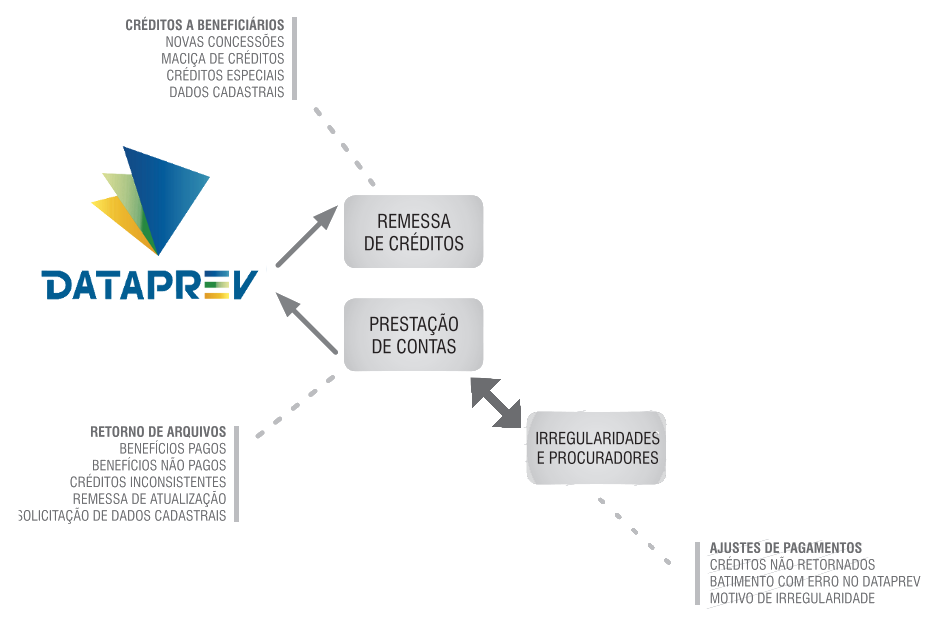 CRÉDITOS A BENEFICIÁRIOS
NOVAS CONCESSÕES
MACIÇA DE CRÉDITOS
CRÉDITOS ESPECIAIS
DADOS CADASTRAIS
DATAPREV
REMESSA
DE CRÉDITOS
PRESTAÇÃO
DE CONTAS
RETORNO DE ARQUIVOS
BENEFÍCIOS PAGOS
BENEFÍCIOS NÃO PAGOS
CRÉDITOS INCONSISTENTES
REMESSA DE ATUALIZAÇÃO
SOLICITAÇÃO DE DADOS CADASTRAIS
IRREGULARIDADES
E PROCURADORES
AJUSTES DE PAGAMENTOS
CRÉDITOS NÃO RETORNADOS
BATIMENTO COM ERRO NO DATAPREV
MOTIVO DE IRREGULARIDADE